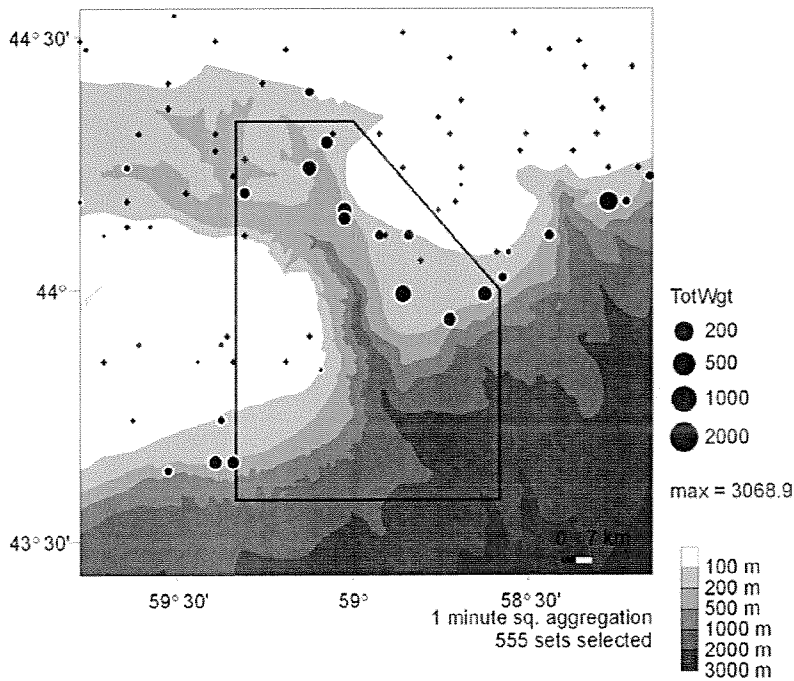 44° 30'
44°
43° 30'
59° 30'
59°
58° 30'
0 7 km
1 minute sq. aggregation
555 sets selected
TotWgt
200
500
1000
2000
max = 3068.9
100 m
200 m
500 m
1000 m
2000 m
3000 m